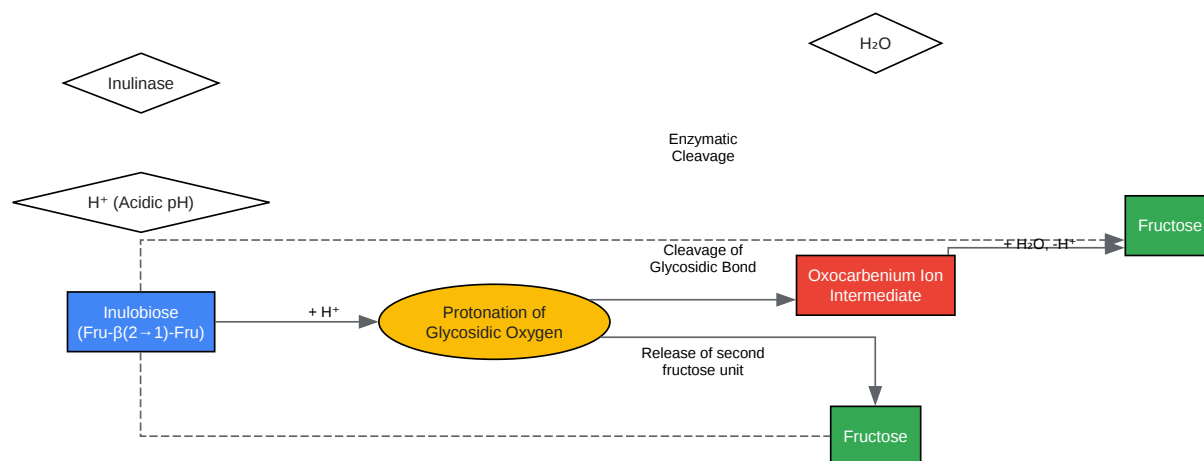 H₂O
Inulinase
Enzymatic
Cleavage
H⁺ (Acidic pH)
Fructose
+ H₂O, -H⁺
Cleavage of
Glycosidic Bond
Oxocarbenium Ion
Intermediate
Inulobiose
(Fru-β(2→1)-Fru)
+ H⁺
Protonation of
Glycosidic Oxygen
Release of second
fructose unit
Fructose